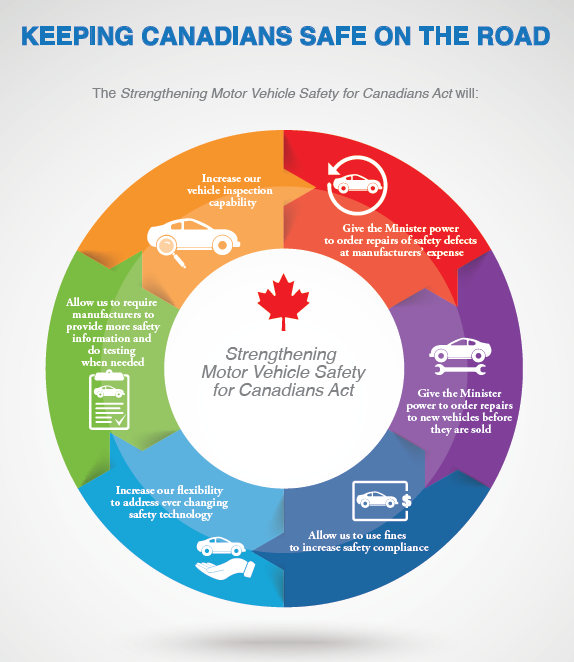 KEEPING CANADIANS SAFE ON THE ROAD
The Strengthening Motor Vehicle Safety for Canadians Act will:
Increase our
vehicle inspection
capability
Give the Minister power
to order repairs of safety defects
at manufacturers' expense
Allow us to require
manufacturers to
provide more safety
information and
do testing
when needed
Strengthening
Motor Vehicle Safety
for Canadians Act
Give the Minister
power to order repairs
to new vehicles before
they are sold
Increase our flexibility
to address ever changing
safety technology
$
Allow us to use fines
to increase safety compliance